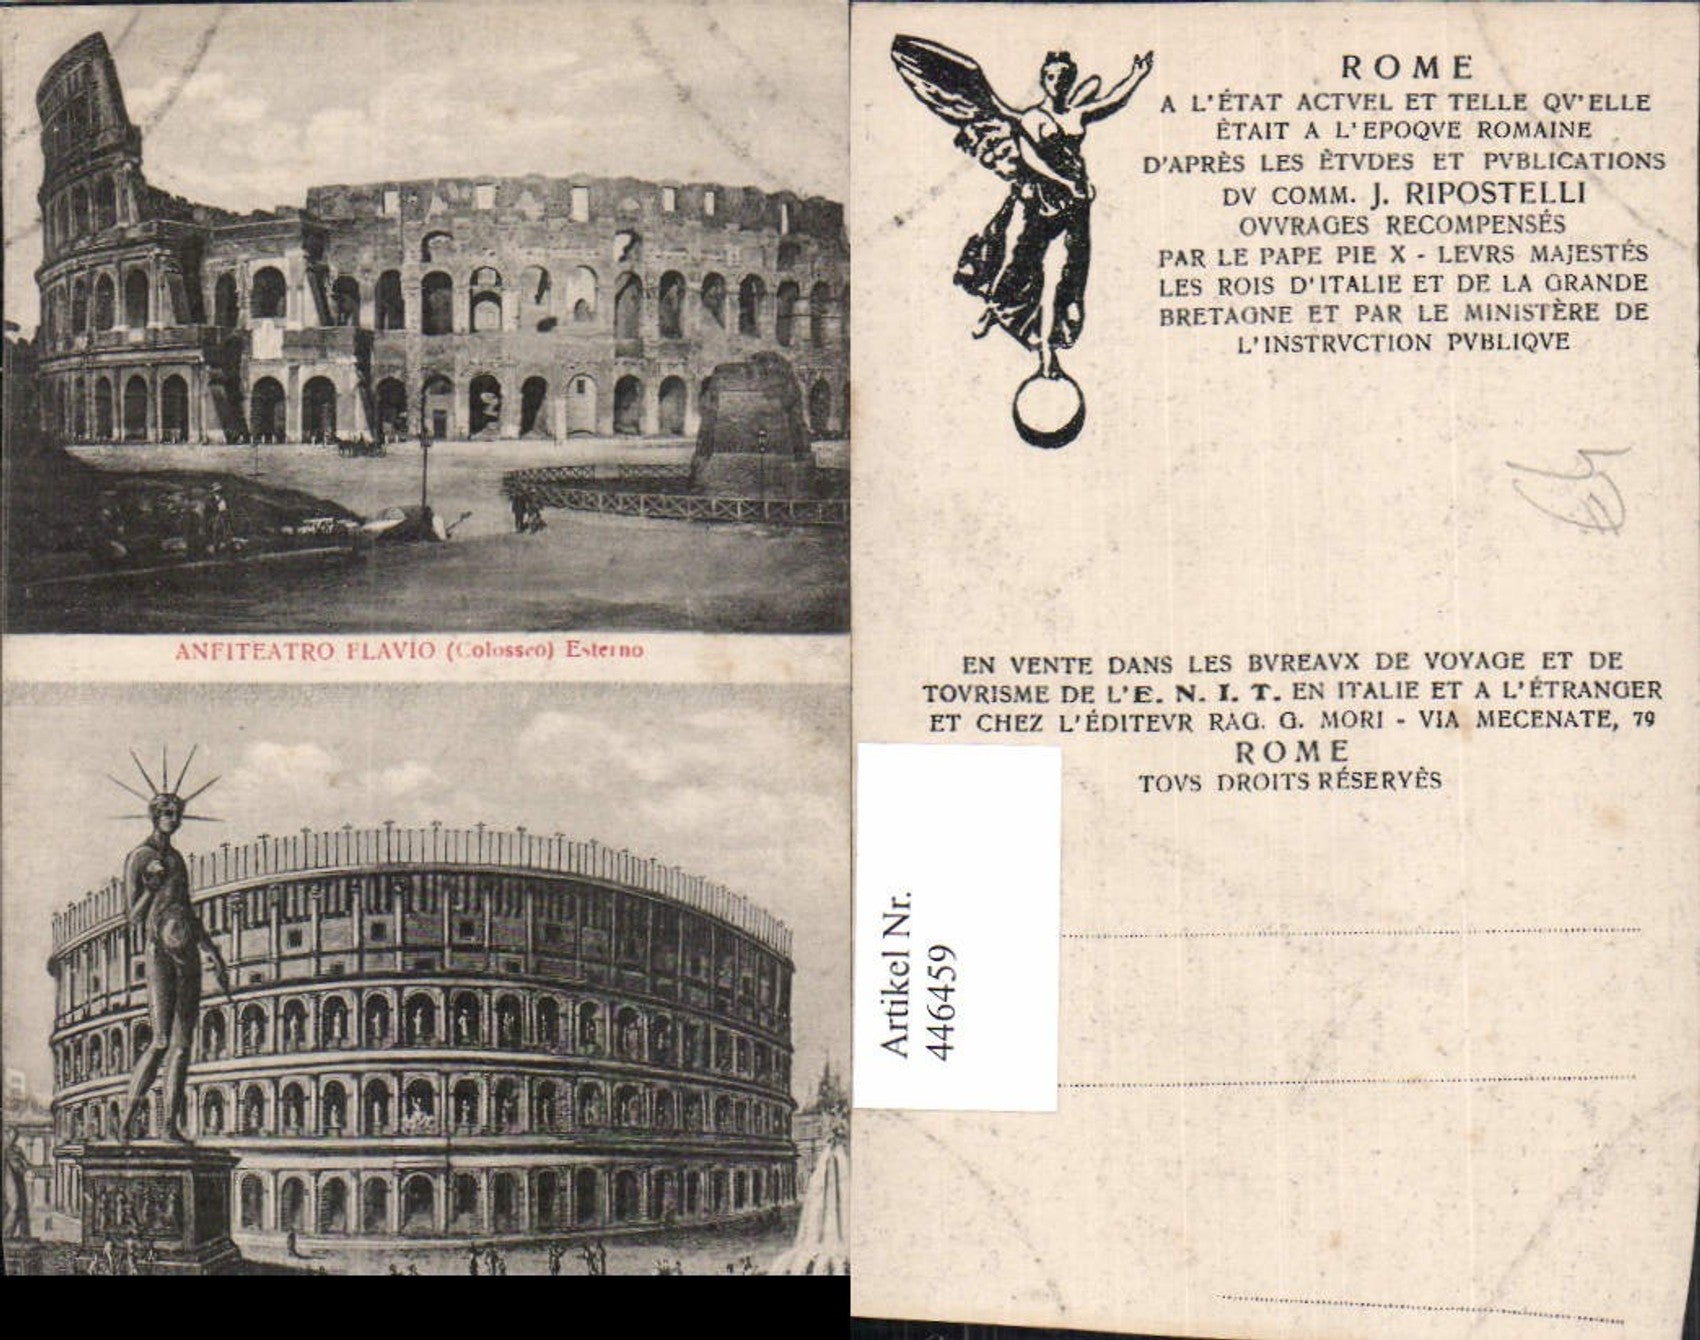 ANFITEATRO FLAVIO (Colosseo) Esterno
ROME
A L'ÉTAT ACTVEL ET TELLE QV'ELLE
ÊTAIT A L'EPOQVE ROMAINE
D'APRÈS LES ÊTVDES ET PVBLICATIONS
DV COMM. J. RIPOSTELLI
OVVRAGES RECOMPENSÉS
PAR LE PAPE PIE X - LEVRS MAJESTÉS
LES ROIS D'ITALIE ET DE LA GRANDE
BRETAGNE ET PAR LE MINISTÈRE DE
L'INSTRVCTION PVBLIQVE
EN VENTE DANS LES BVREAVX DE VOYAGE ET DE
TOVRISME DE L'E. N. I. T. EN ITALIE ET A L'ÉTRANGER
ET CHEZ L'ÉDITEVR RAG. G. MORI - VIA MECENATE, 79
ROME
TOVS DROITS RÉSERVÊS
Artikel Nr.
446459